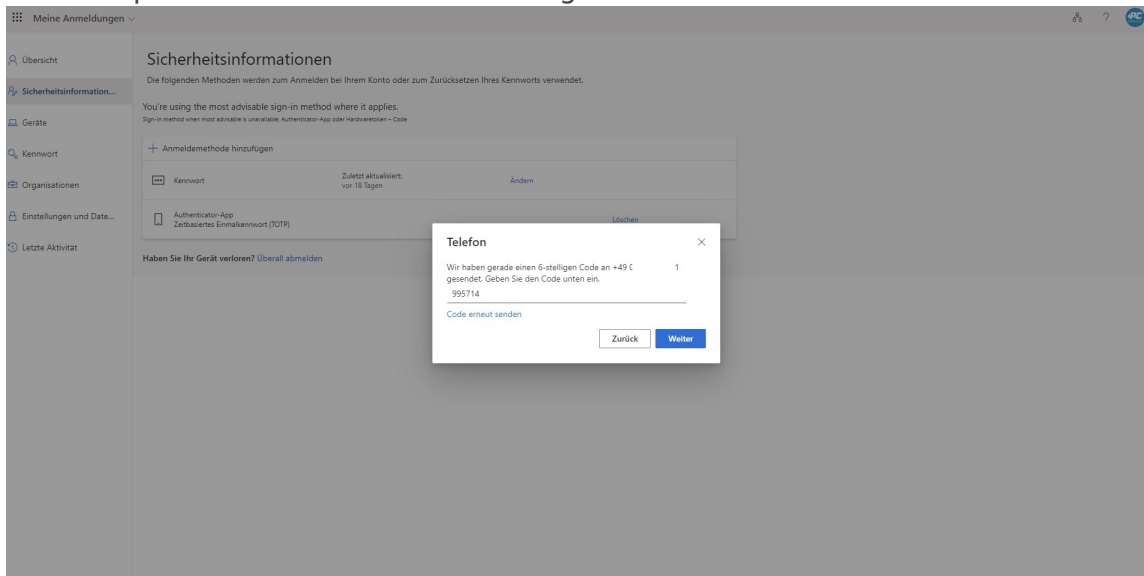 Meine Anmeldungen
?
PC
Übersicht
Sicherheitsinformation...
Geräte
Kennwort
Organisationen
Einstellungen und Date...
Letzte Aktivität
Sicherheitsinformationen
Die folgenden Methoden werden zum Anmelden bei Ihrem Konto oder zum Zurücksetzen Ihres Kennworts verwendet.
You're using the most advisable sign-in method where it applies.
Sign-in method when most advisable is unavailable: Authenticator-App oder Hardwaretoken – Code
+ Anmeldemethode hinzufügen
Kennwort
Zuletzt aktualisiert:
vor 18 Tagen
Ändern
Authenticator-App
Zeitbasiertes Einmalkennwort (TOTP)
Löschen
Haben Sie Ihr Gerät verloren? Überall abmelden
Telefon
Wir haben gerade einen 6-stelligen Code an +49 1
gesendet. Geben Sie den Code unten ein.
995714
Code erneut senden
Zurück
Weiter